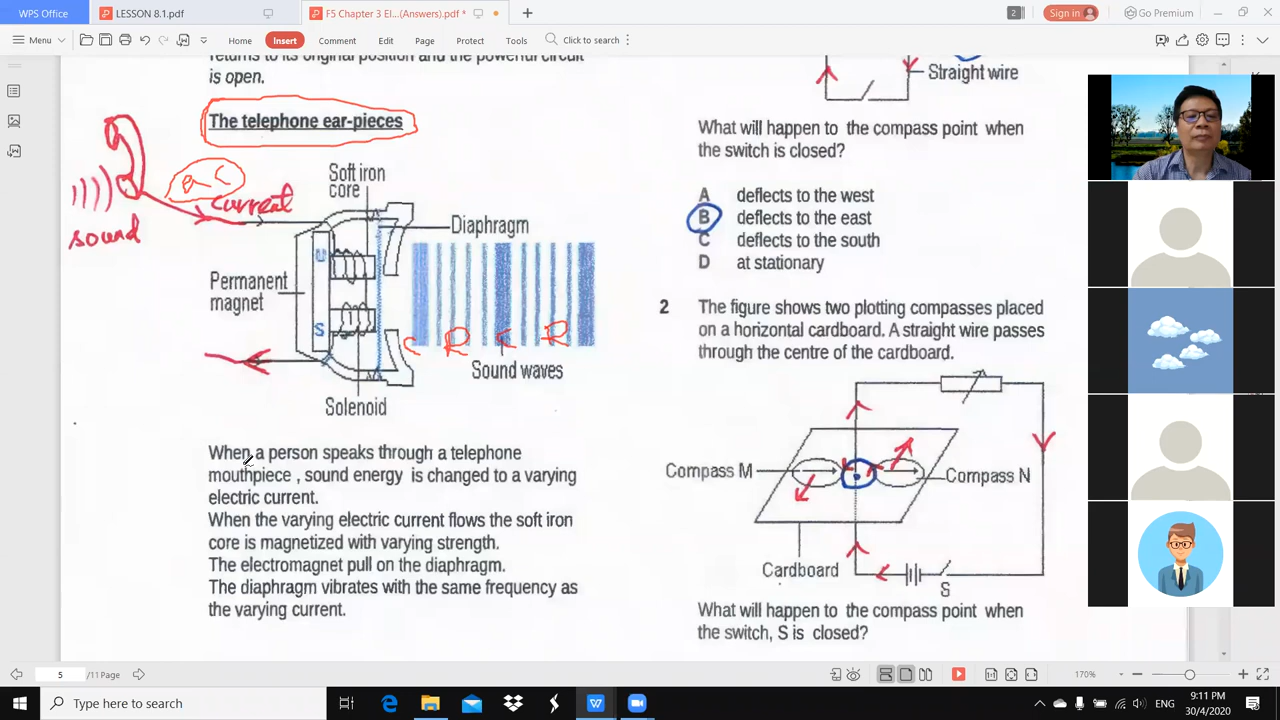 WPS Office
LESSON 8.1.pdf
F5 Chapter 3 El...(Answers).pdf *
2
Sign in
Go Premium
Menu
Home
Insert
Comment
Edit
Page
Protect
Tools
Click to search
returns to its original position and the powerful circuit
is open.
The telephone ear-pieces
Soft iron
core
a C
current
sound
Diaphragm
Permanent
magnet
S
C R C R
Sound waves
Solenoid
When a person speaks through a telephone
mouthpiece , sound energy is changed to a varying
electric current.
When the varying electric current flows the soft iron
core is magnetized with varying strength.
The electromagnet pull on the diaphragm.
The diaphragm vibrates with the same frequency as
the varying current.
Straight wire
What will happen to the compass point when
the switch is closed?
A deflects to the west
B deflects to the east
C deflects to the south
D at stationary
2 The figure shows two plotting compasses placed
on a horizontal cardboard. A straight wire passes
through the centre of the cardboard.
Compass M
Compass N
Cardboard
S
What will happen to the compass point when
the switch, S is closed?
5 /11 Page
170%
Type here to search
ENG
9:11 PM
30/4/2020